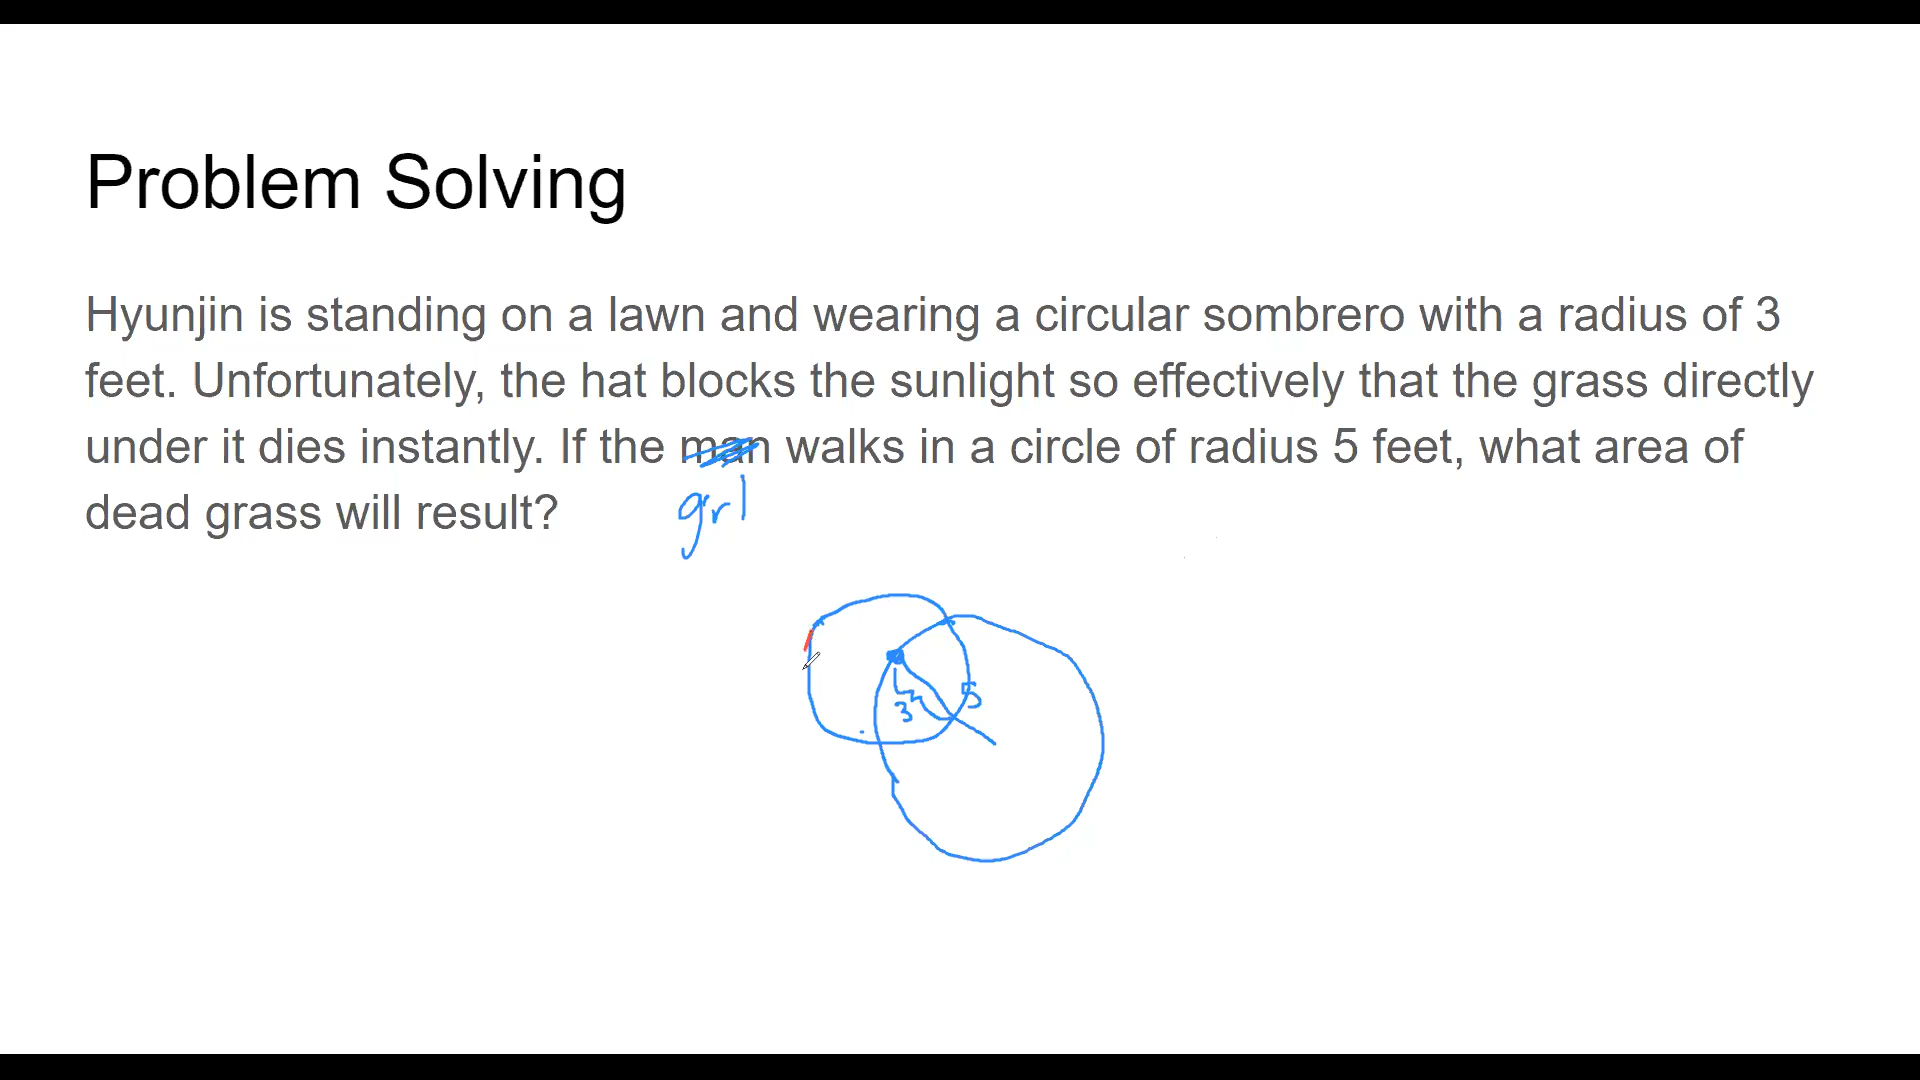 Problem Solving
Hyunjin is standing on a lawn and wearing a circular sombrero with a radius of 3
feet. Unfortunately, the hat blocks the sunlight so effectively that the grass directly
under it dies instantly. If the man walks in a circle of radius 5 feet, what area of
dead grass will result?
grl
3
5